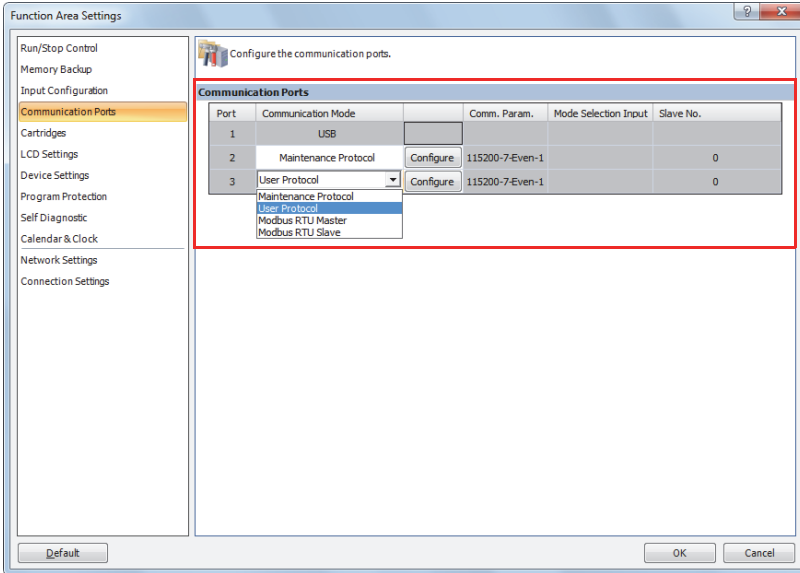 Function Area Settings
?
X
Run/Stop Control
Memory Backup
Input Configuration
Communication Ports
Cartridges
LCD Settings
Device Settings
Program Protection
Self Diagnostic
Calendar & Clock
Network Settings
Connection Settings
Configure the communication ports.
Communication Ports
Port Communication Mode Comm. Param. Mode Selection Input Slave No.
1 USB
2 Maintenance Protocol Configure 115200-7-Even-1 0
3 User Protocol Configure 115200-7-Even-1 0
Maintenance Protocol
User Protocol
Modbus RTU Master
Modbus RTU Slave
Default
OK
Cancel